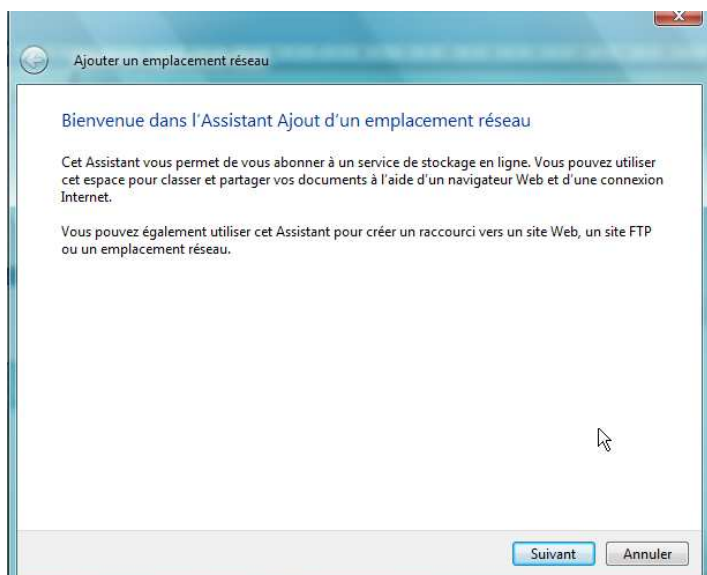 Ajouter un emplacement réseau
Bienvenue dans l'Assistant Ajout d'un emplacement réseau
Cet Assistant vous permet de vous abonner à un service de stockage en ligne. Vous pouvez utiliser
cet espace pour classer et partager vos documents à l'aide d'un navigateur Web et d'une connexion
Internet.
Vous pouvez également utiliser cet Assistant pour créer un raccourci vers un site Web, un site FTP
ou un emplacement réseau.
Suivant
Annuler